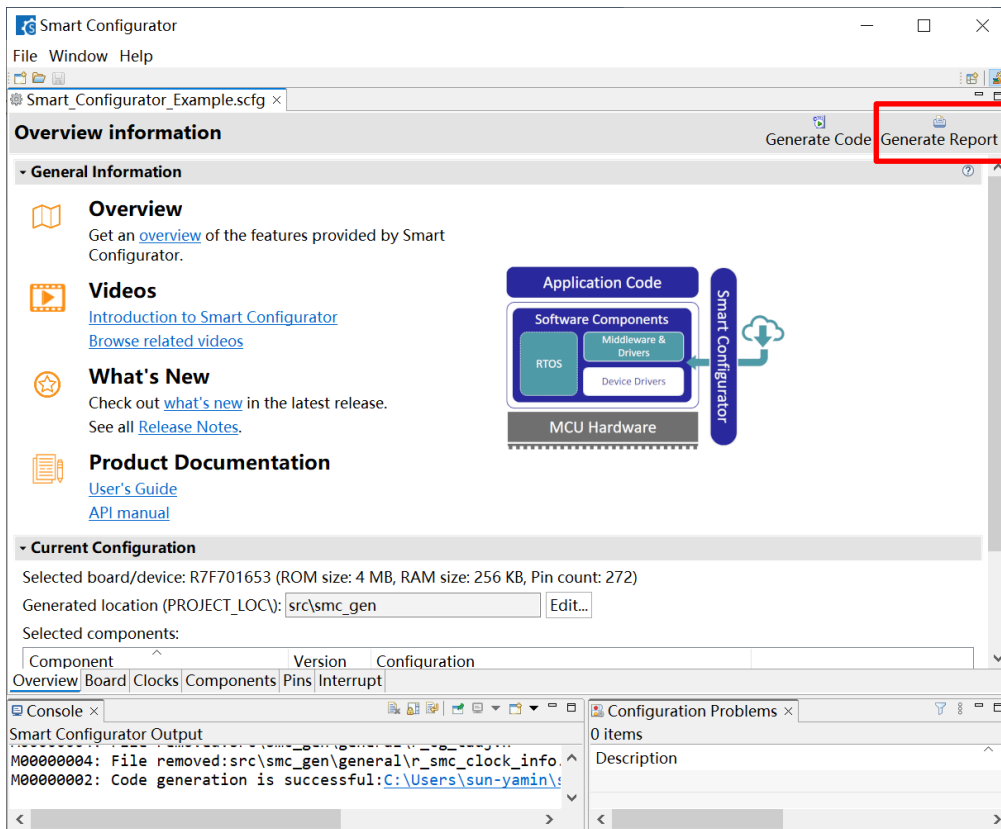 Smart Configurator
File Window Help
Smart_Configurator_Example.scfg
Overview information
Generate Code
Generate Report
General Information
Overview
Get an overview of the features provided by Smart
Configurator.
Videos
Introduction to Smart Configurator
Browse related videos
What's New
Check out what's new in the latest release.
See all Release Notes.
Product Documentation
User's Guide
API manual
Application Code
Software Components
RTOS
Middleware &
Drivers
Device Drivers
MCU Hardware
Smart Configurator
Current Configuration
Selected board/device: R7F701653 (ROM size: 4 MB, RAM size: 256 KB, Pin count: 272)
Generated location (PROJECT_LOC\): src\smc_gen Edit...
Selected components:
Component Version Configuration
Overview Board Clocks Components Pins Interrupt
Console
Smart Configurator Output
M00000004: File removed:src\smc_gen\general\r_smc_clock_info.
M00000002: Code generation is successful:C:\Users\sun-yamin\
Configuration Problems
0 items
Description